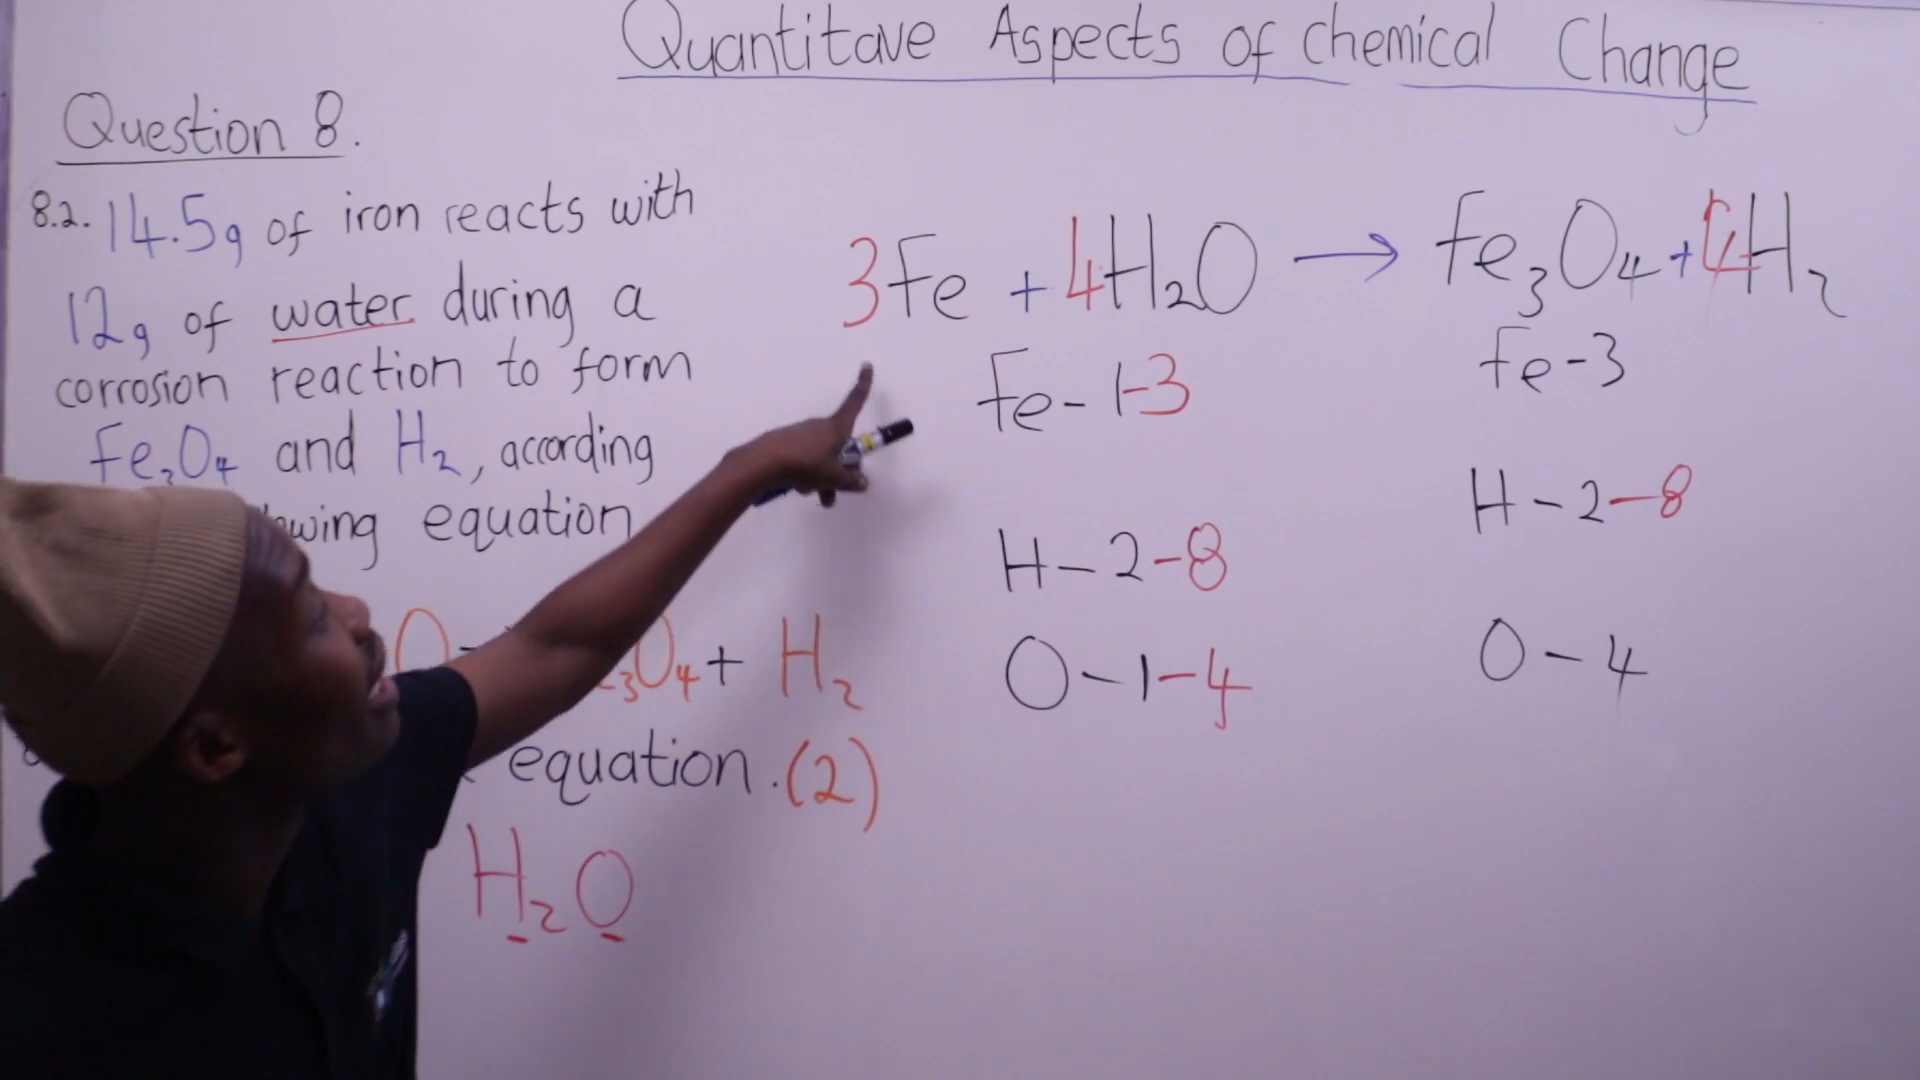 Quantitave Aspects of Chemical Change
Question 8.
8.2. 14.5g of iron reacts with
12g of water during a
corrosion reaction to form
Fe3O4 and H2, according
equation
O → 3O4 + H2
equation. (2)
H2O
3Fe + 4H2O → Fe3O4 + 4H2
Fe - 1-3
H - 2 - 8
O - 1 - 4
Fe - 3
H - 2 - 8
O - 4